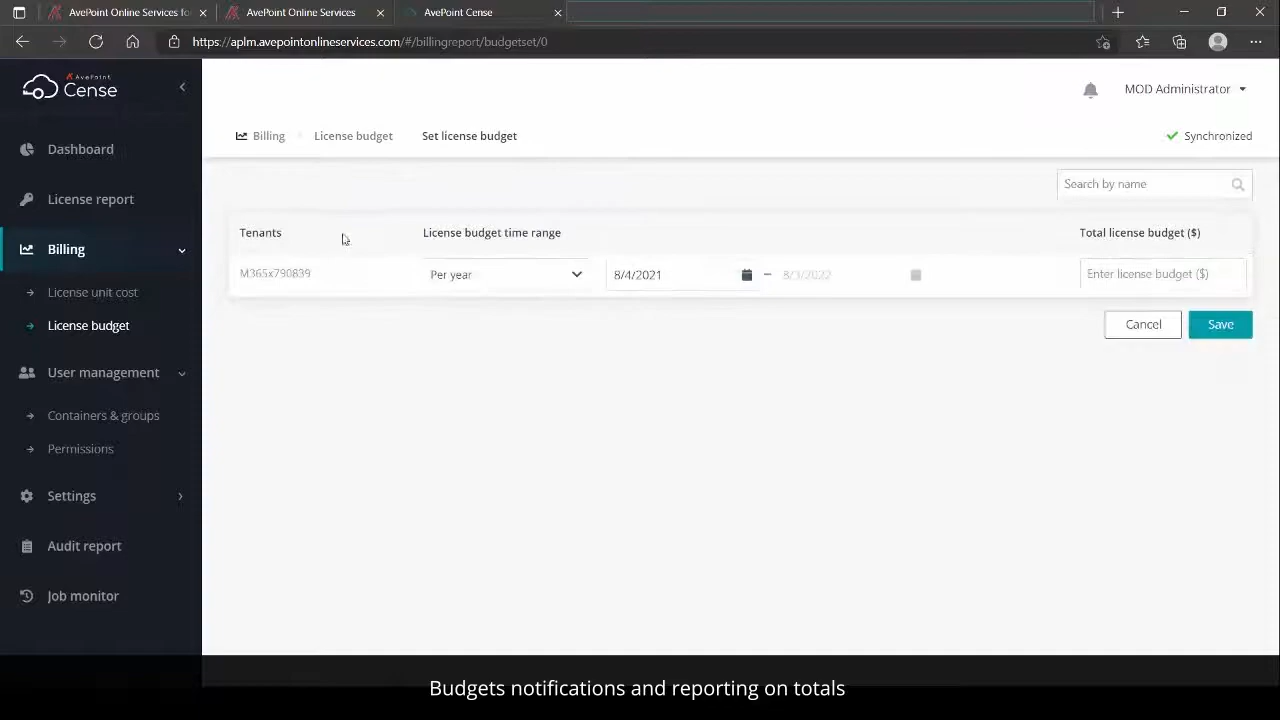 AvePoint Online Services fo
AvePoint Online Services
AvePoint Cense
https://aplm.avepointonlineservices.com/#/billingreport/budgetset/0
AvePoint
Cense
MOD Administrator
Billing
License budget
Set license budget
Synchronized
Dashboard
License report
Billing
License unit cost
License budget
User management
Containers & groups
Permissions
Settings
Audit report
Job monitor
Search by name
Tenants
License budget time range
Total license budget ($)
M365x790839
Per year
8/4/2021
–
8/3/2022
Enter license budget ($)
Cancel
Save
Budgets notifications and reporting on totals